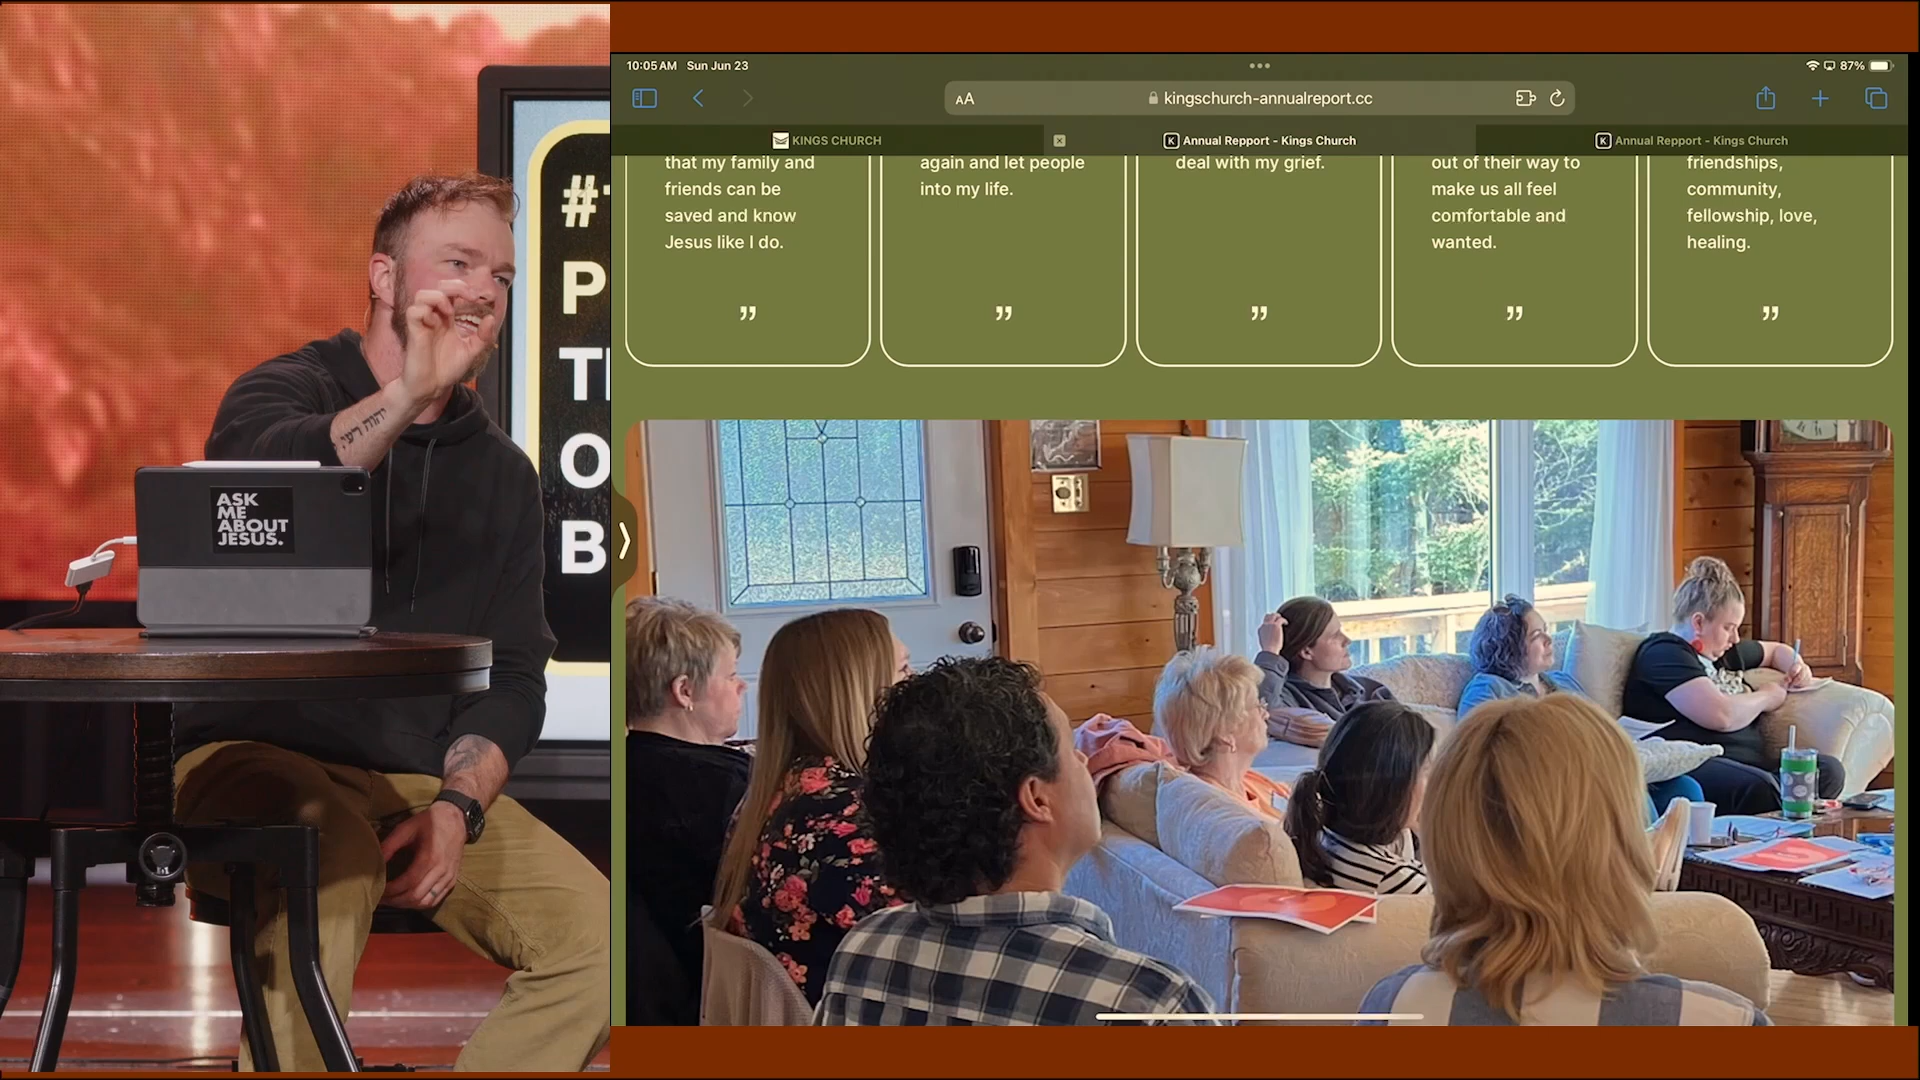 #
P
T
O
B
ASK
ME
ABOUT
JESUS.
יהוה רעי
10:05 AM Sun Jun 23
87%
AA
kingschurch-annualreport.cc
KINGS CHURCH
K Annual Repport - Kings Church
K Annual Repport - Kings Church
that my family and
friends can be
saved and know
Jesus like I do.
”
again and let people
into my life.
”
deal with my grief.
”
out of their way to
make us all feel
comfortable and
wanted.
”
friendships,
community,
fellowship, love,
healing.
”